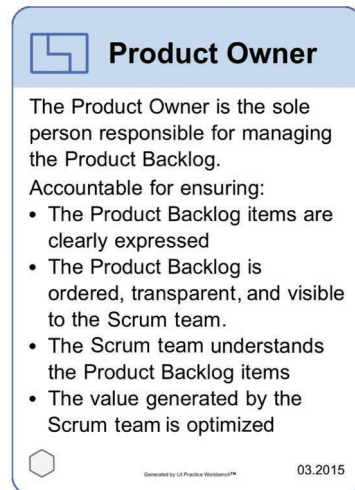 Product Owner
The Product Owner is the sole
person responsible for managing
the Product Backlog.
Accountable for ensuring:
• The Product Backlog items are
clearly expressed
• The Product Backlog is
ordered, transparent, and visible
to the Scrum team.
• The Scrum team understands
the Product Backlog items
• The value generated by the
Scrum team is optimized
Generated by IJI Practice Workbench™
03.2015